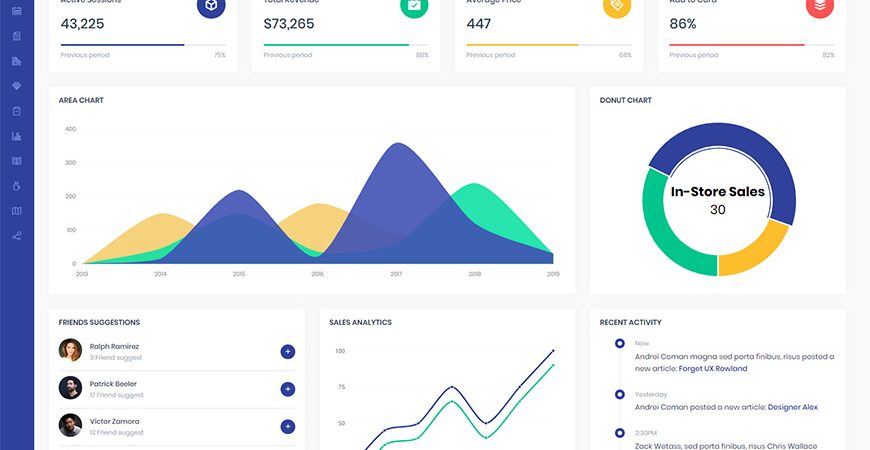 Active Sessions
Total Revenue
Average Price
Add to Card
43,225
$73,265
447
86%
Previous period 75%
Previous period 88%
Previous period 68%
Previous period 82%
AREA CHART
400
300
200
100
0
2013 2014 2015 2016 2017 2018 2019
DONUT CHART
In-Store Sales
30
FRIENDS SUGGESTIONS
Ralph Ramirez
3 Friend suggest
Patrick Beeler
17 Friend suggest
Victor Zamora
12 Friend suggest
SALES ANALYTICS
100
75
50
RECENT ACTIVITY
Now
Andrei Coman magna sed porta finibus, risus posted a
new article: Forget UX Rowland
Yesterday
Andrei Coman posted a new article: Designer Alex
2:30PM
Zack Wetass, sed porta finibus, risus Chris Wallace